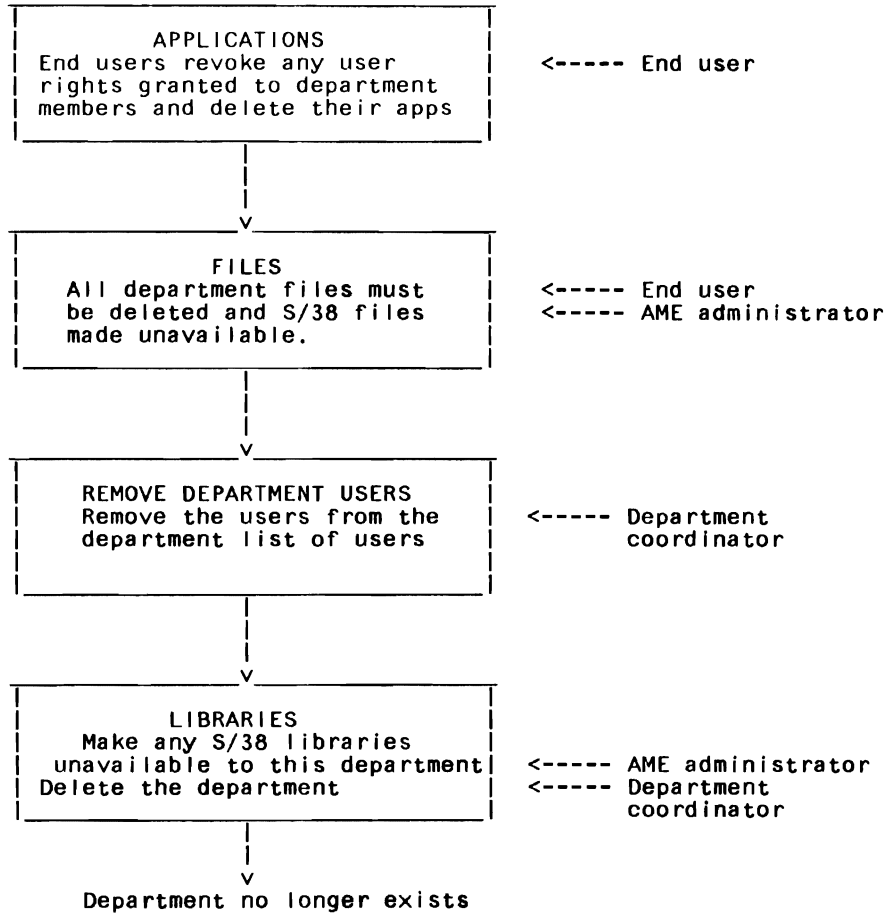 APPLICATIONS
End users revoke any user <----- End user
rights granted to department
members and delete their apps
FILES
All department files must <----- End user
be deleted and S/38 files <----- AME administrator
made unavailable.
REMOVE DEPARTMENT USERS
Remove the users from the <----- Department
department list of users coordinator
LIBRARIES
Make any S/38 libraries
unavailable to this department <----- AME administrator
Delete the department <----- Department
coordinator
Department no longer exists